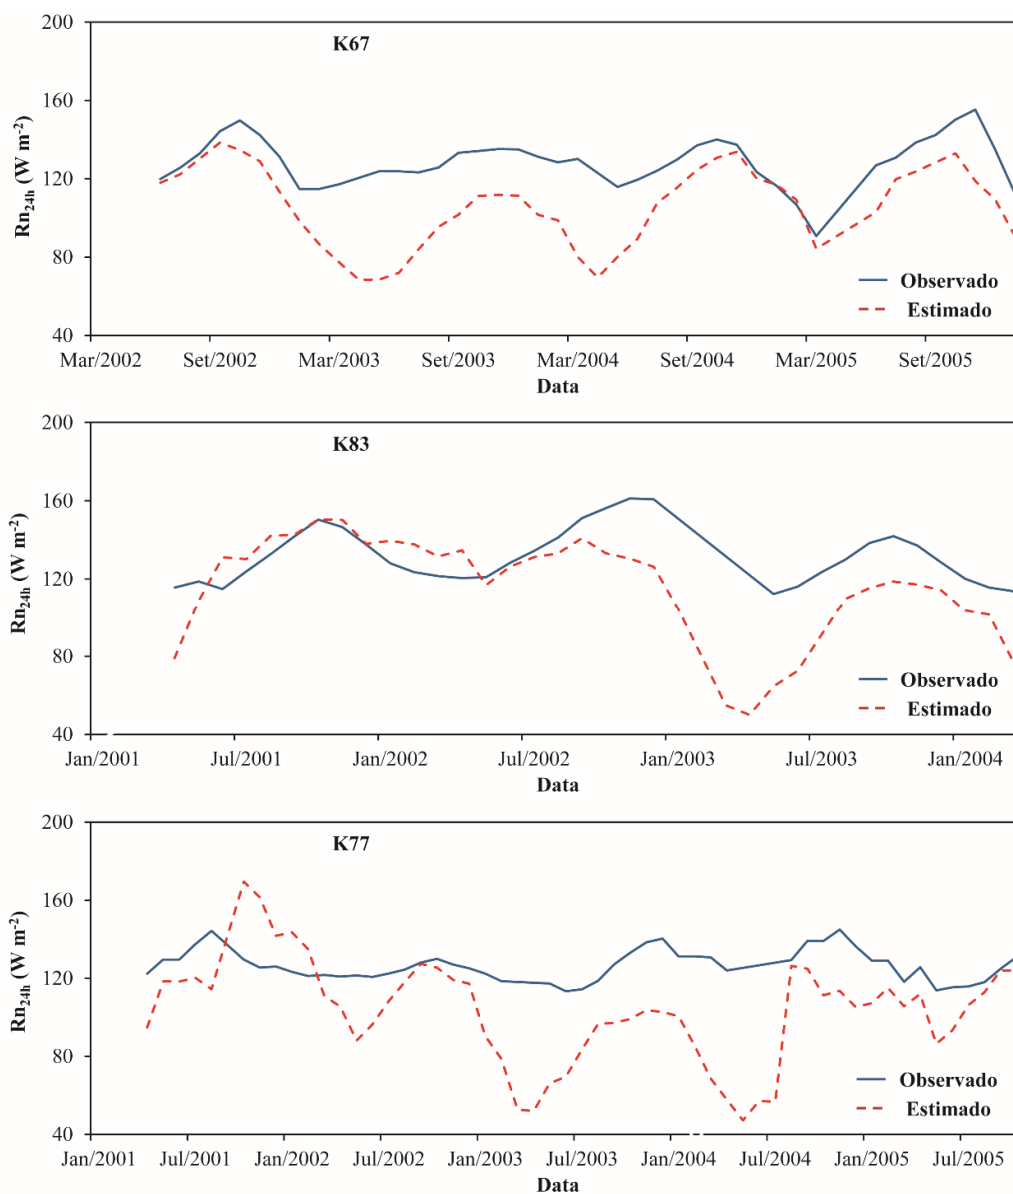 K67
200
160
120
80
40
Rn24h (W m-2)
Observado
Estimado
Mar/2002 Set/2002 Mar/2003 Set/2003 Mar/2004 Set/2004 Mar/2005 Set/2005
Data
K83
200
160
120
80
40
Rn24h (W m-2)
Observado
Estimado
Jan/2001 Jul/2001 Jan/2002 Jul/2002 Jan/2003 Jul/2003 Jan/2004
Data
K77
200
160
120
80
40
Rn24h (W m-2)
Observado
Estimado
Jan/2001 Jul/2001 Jan/2002 Jul/2002 Jan/2003 Jul/2003 Jan/2004 Jul/2004 Jan/2005 Jul/2005
Data